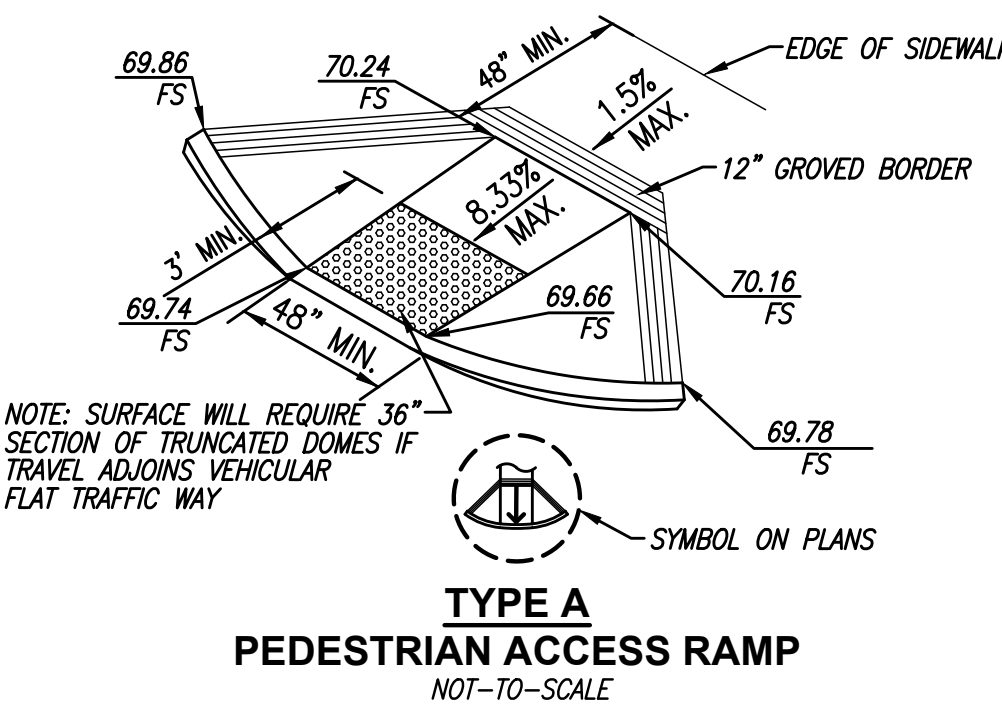 69.86
FS
70.24
FS
48" MIN.
EDGE OF SIDEWAL
1.5%
MAX.
12" GROVED BORDER
8.33%
MAX.
3' MIN.
69.74
FS
48" MIN.
69.66
FS
70.16
FS
NOTE: SURFACE WILL REQUIRE 36"
SECTION OF TRUNCATED DOMES IF
TRAVEL ADJOINS VEHICULAR
FLAT TRAFFIC WAY
69.78
FS
SYMBOL ON PLANS
TYPE A
PEDESTRIAN ACCESS RAMP
NOT-TO-SCALE